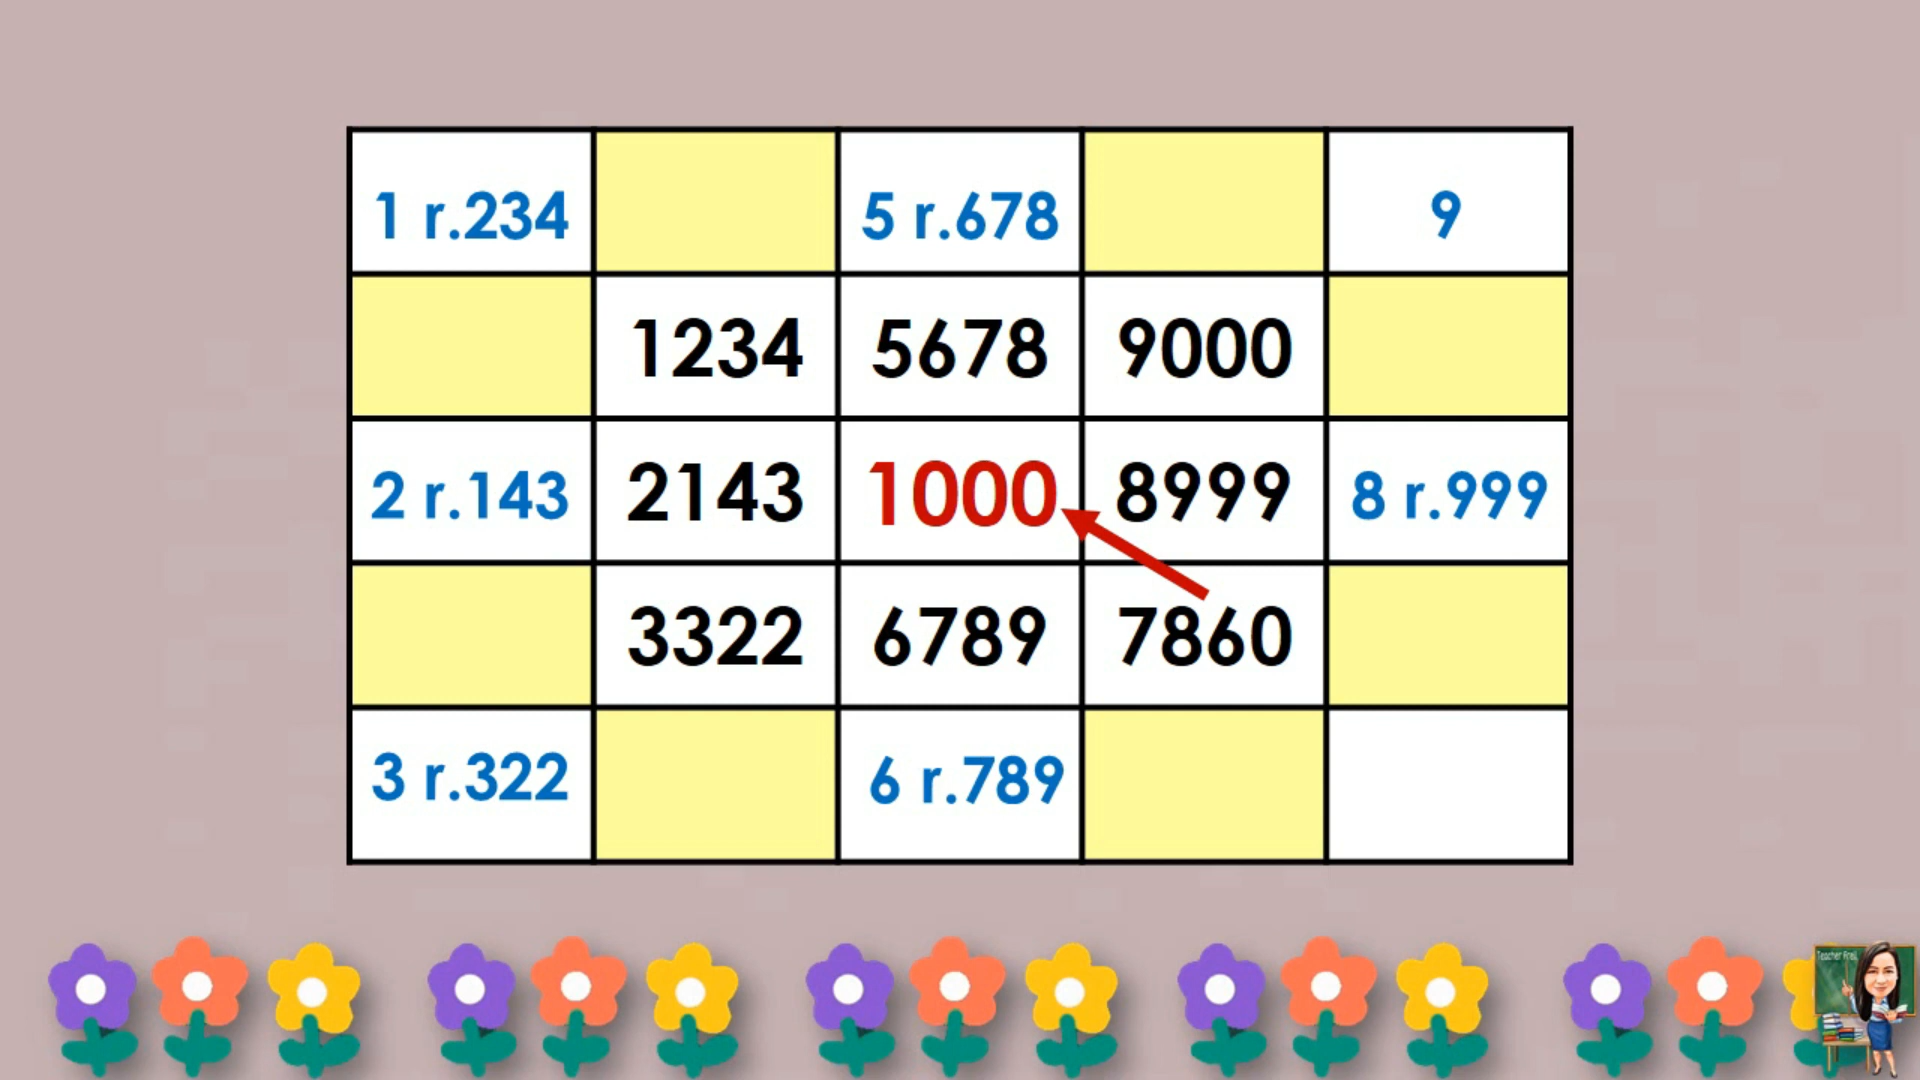 1 r.234 5 r.678 9
1234 5678 9000
2 r.143 2143 1000 8999 8 r.999
3322 6789 7860
3 r.322 6 r.789
Teacher